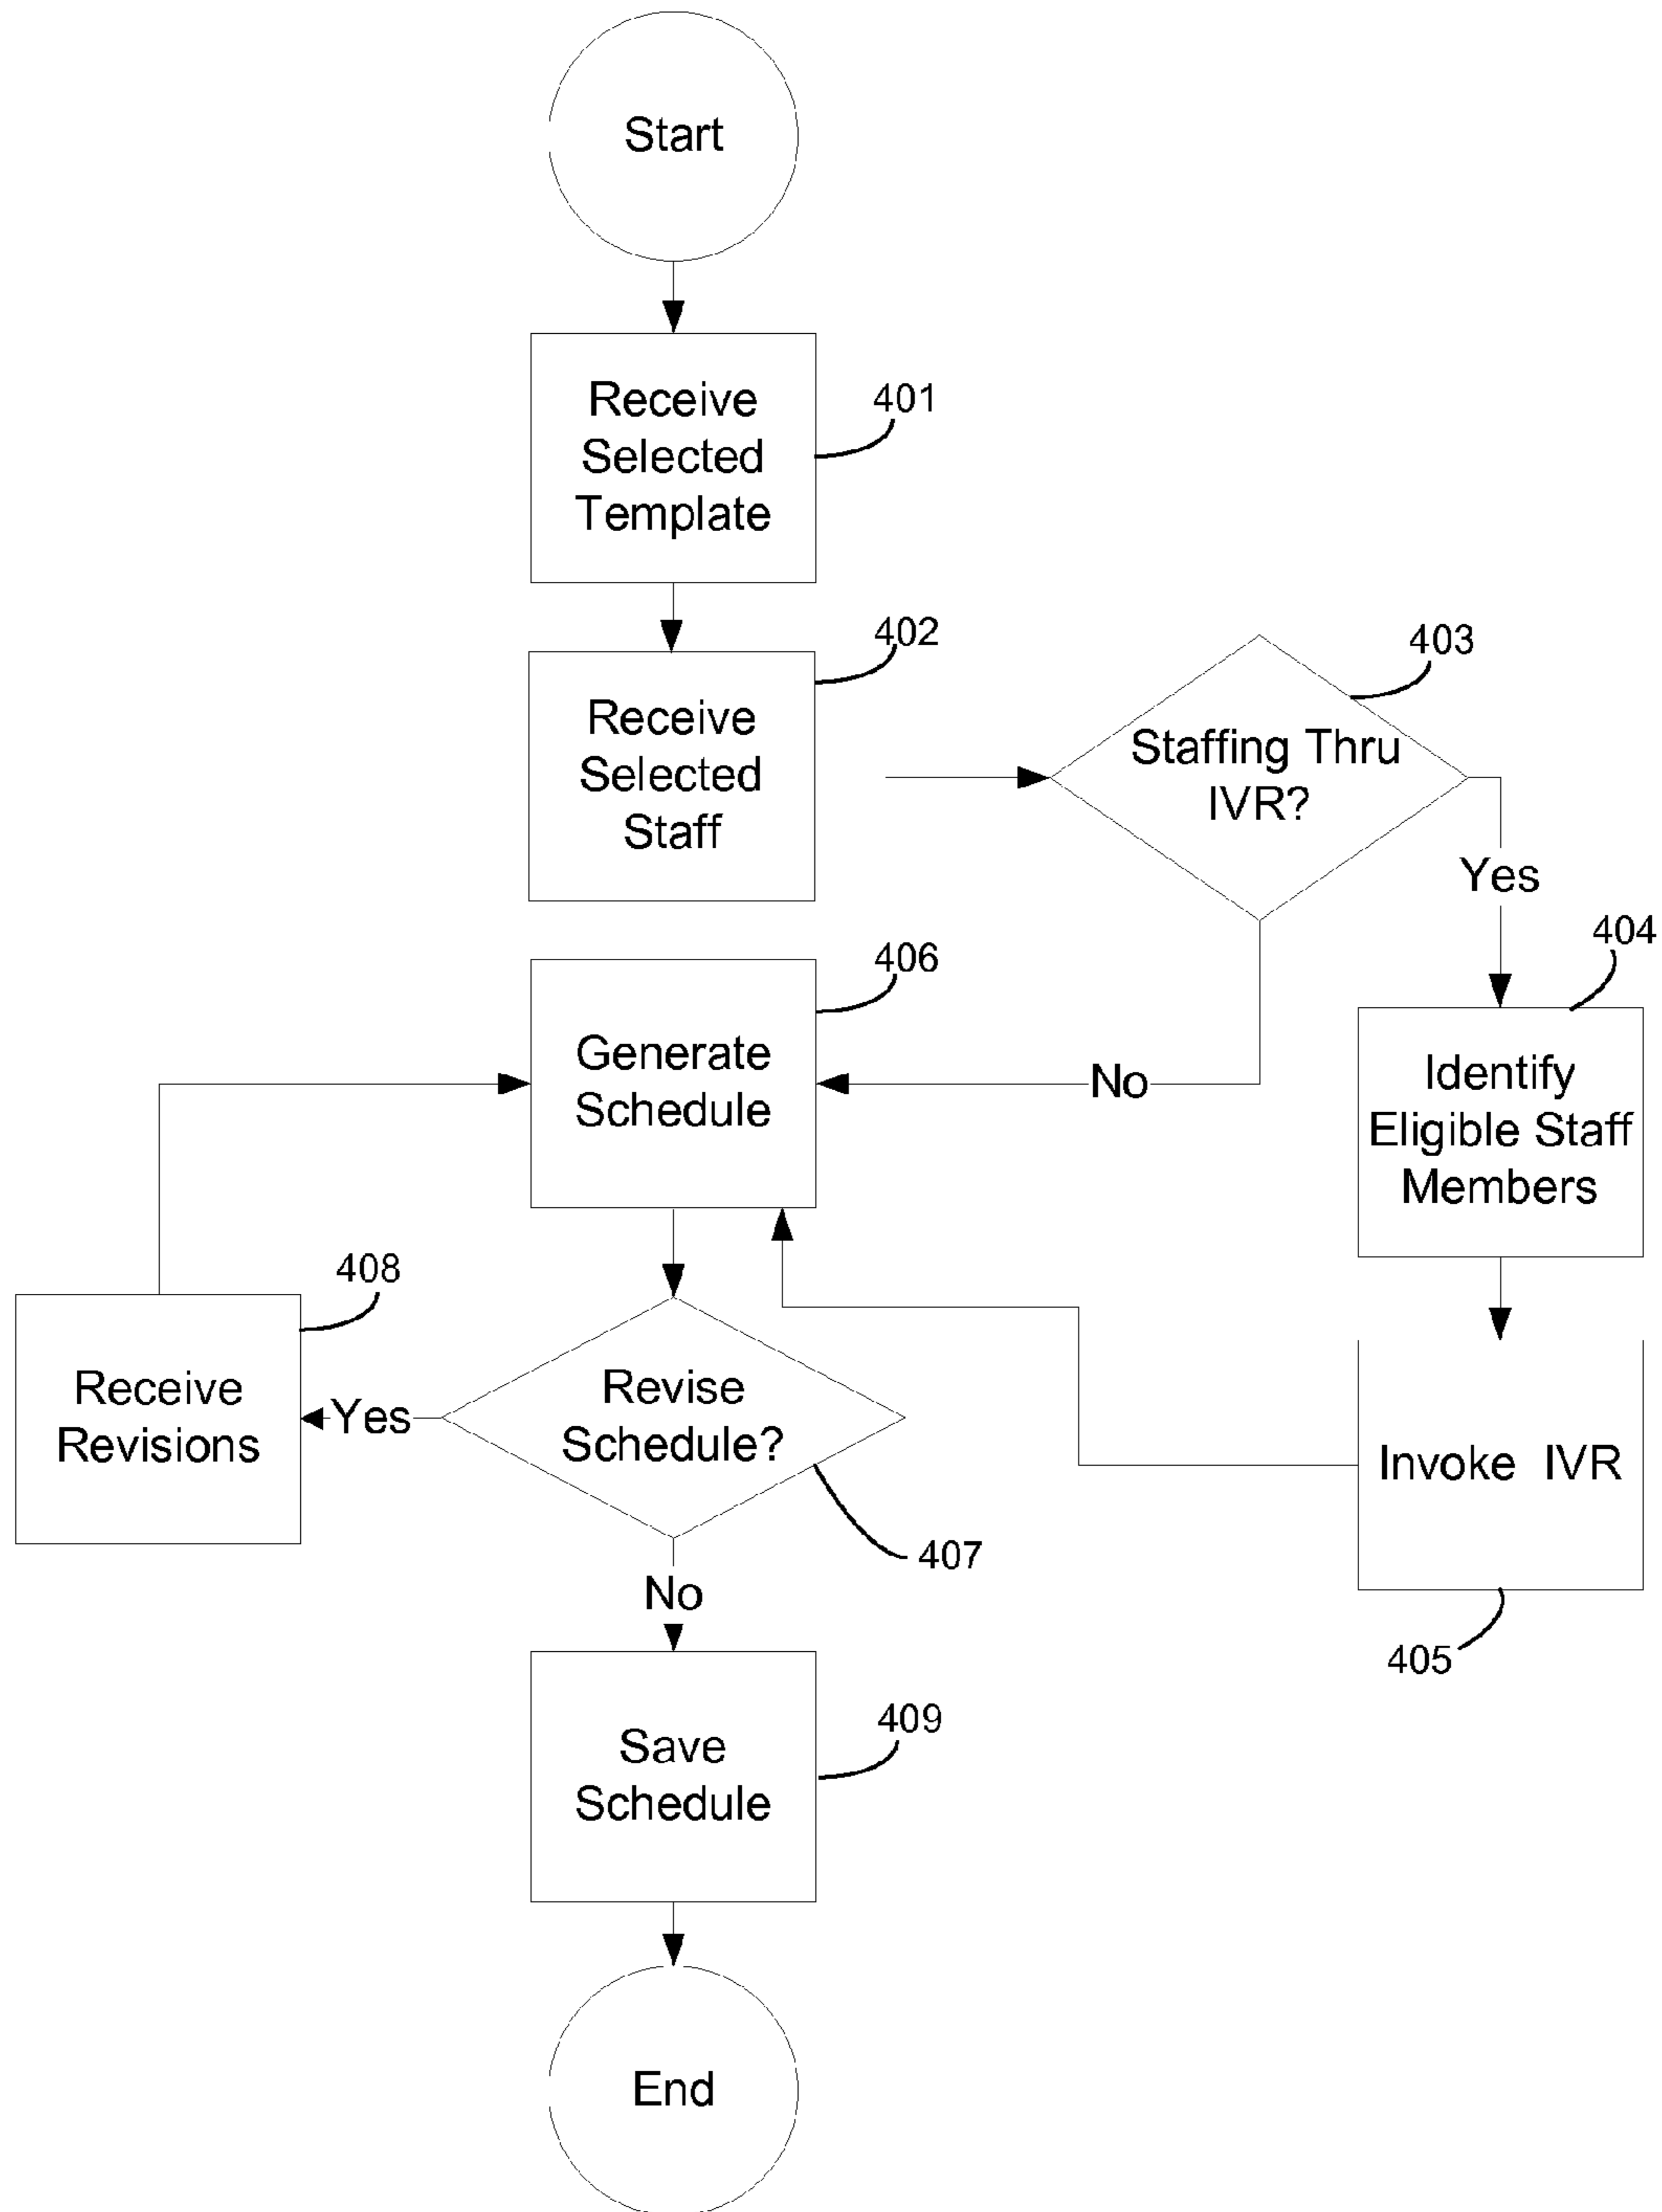 Start
Receive
Selected
Template
401
Receive
Selected
Staff
402
Staffing Thru
IVR?
403
Yes
No
Identify
Eligible Staff
Members
404
Invoke IVR
405
Generate
Schedule
406
Revise
Schedule?
407
Yes
Receive
Revisions
408
No
Save
Schedule
409
End